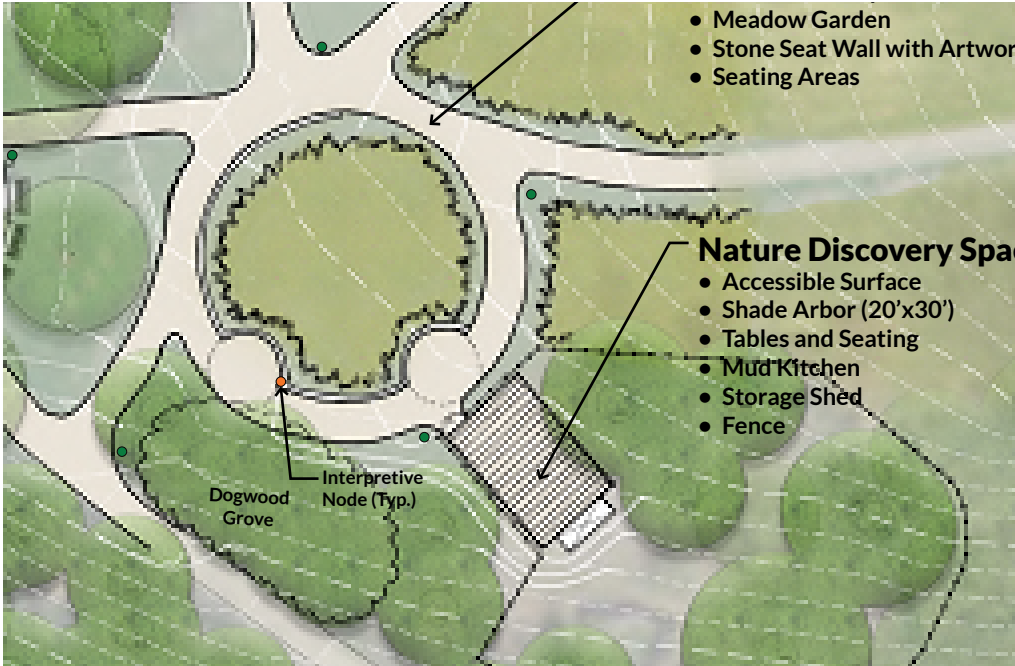 • Meadow Garden
• Stone Seat Wall with Artwor
• Seating Areas
Nature Discovery Spa
• Accessible Surface
• Shade Arbor (20’x30’)
• Tables and Seating
• Mud Kitchen
• Storage Shed
• Fence
Interpretive
Node (Typ.)
Dogwood
Grove